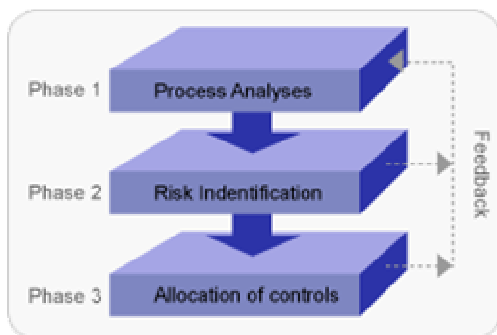 Phase 1
Process Analyses
Phase 2
Risk Indentification
Phase 3
Allocation of controls
Feedback